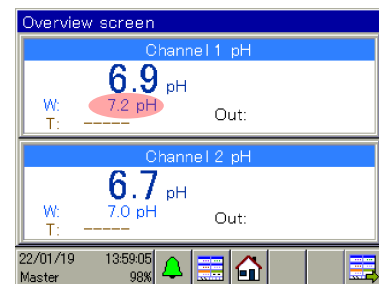 Overview screen
Channel 1 pH
6.9 pH
W: 7.2 pH
Out:
T: -----
Channel 2 pH
6.7 pH
W: 7.0 pH
Out:
T: -----
22/01/19 13:59:05
Master 98%